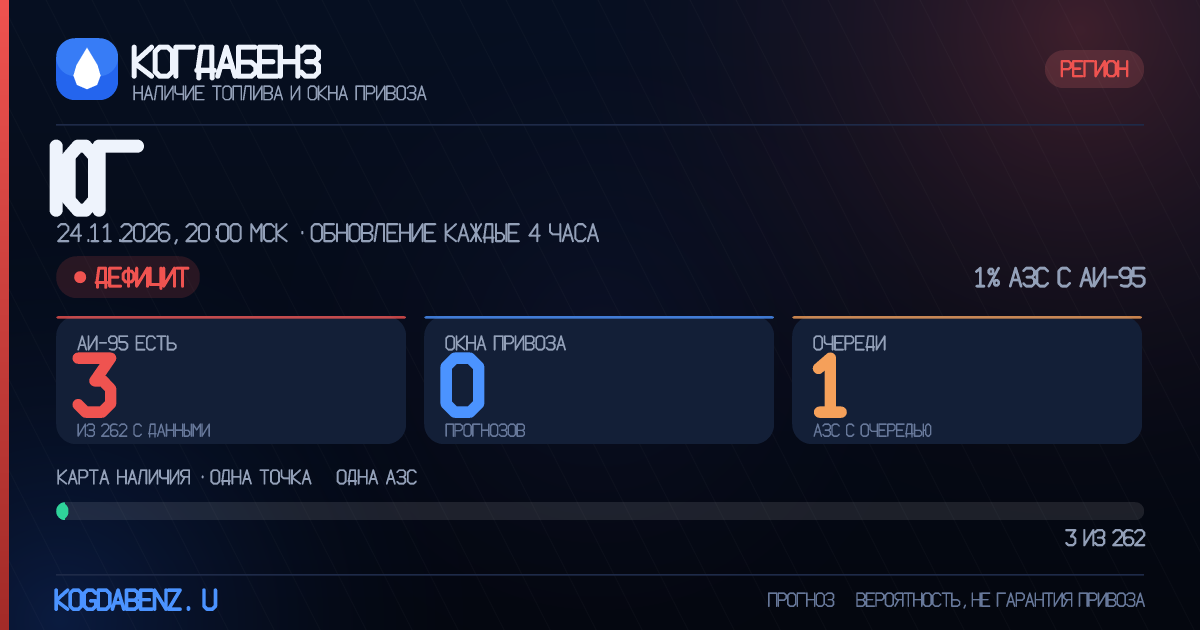 КОГДАБЕНЗ
НАЛИЧИЕ ТОПЛИВА И ОКНА ПРИВОЗА
РЕГИОН
ЮГ
24.11.2026, 20:00 МСК · ОБНОВЛЕНИЕ КАЖДЫЕ 4 ЧАСА
ДЕФИЦИТ
1% АЗС С АИ-95
АИ-95 ЕСТЬ
3
ИЗ 262 С ДАННЫМИ
ОКНА ПРИВОЗА
0
ПРОГНОЗОВ
ОЧЕРЕДИ
1
АЗС С ОЧЕРЕДЬЮ
КАРТА НАЛИЧИЯ · ОДНА ТОЧКА ОДНА АЗС
3 ИЗ 262
KOGDABENZ. U
ПРОГНОЗ ВЕРОЯТНОСТЬ, НЕ ГАРАНТИЯ ПРИВОЗА